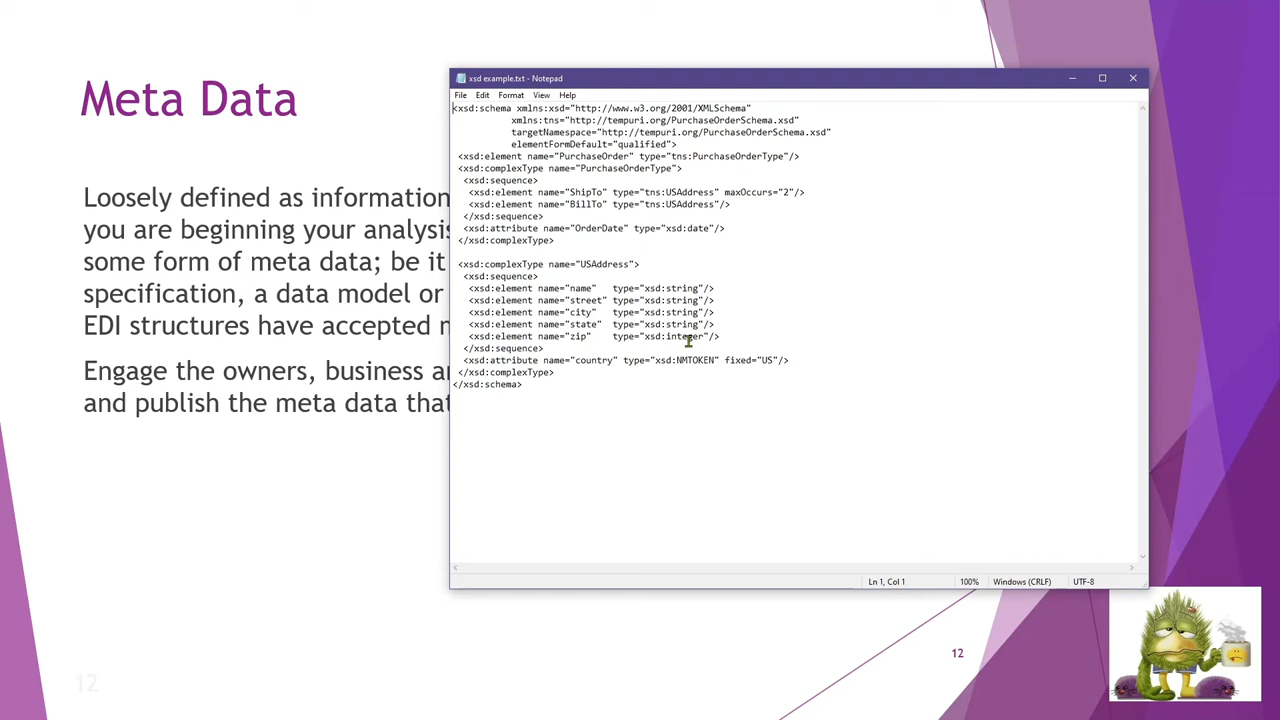 Meta Data
Loosely defined as information
you are beginning your analysis
some form of meta data; be it
specification, a data model or
EDI structures have accepted
Engage the owners, business
and publish the meta data that
xsd example.txt - Notepad
File Edit Format View Help
<xsd:schema xmlns:xsd="http://www.w3.org/2001/XMLSchema"
xmlns:tns="http://tempuri.org/PurchaseOrderSchema.xsd"
targetNamespace="http://tempuri.org/PurchaseOrderSchema.xsd"
elementFormDefault="qualified">
<xsd:element name="PurchaseOrder" type="tns:PurchaseOrderType"/>
<xsd:complexType name="PurchaseOrderType">
<xsd:sequence>
<xsd:element name="ShipTo" type="tns:USAddress" maxOccurs="2"/>
<xsd:element name="BillTo" type="tns:USAddress"/>
</xsd:sequence>
<xsd:attribute name="OrderDate" type="xsd:date"/>
</xsd:complexType>
<xsd:complexType name="USAddress">
<xsd:sequence>
<xsd:element name="name" type="xsd:string"/>
<xsd:element name="street" type="xsd:string"/>
<xsd:element name="city" type="xsd:string"/>
<xsd:element name="state" type="xsd:string"/>
<xsd:element name="zip" type="xsd:integer"/>
</xsd:sequence>
<xsd:attribute name="country" type="xsd:NMTOKEN" fixed="US"/>
</xsd:complexType>
</xsd:schema>
Ln 1, Col 1 100% Windows (CRLF) UTF-8
12
12